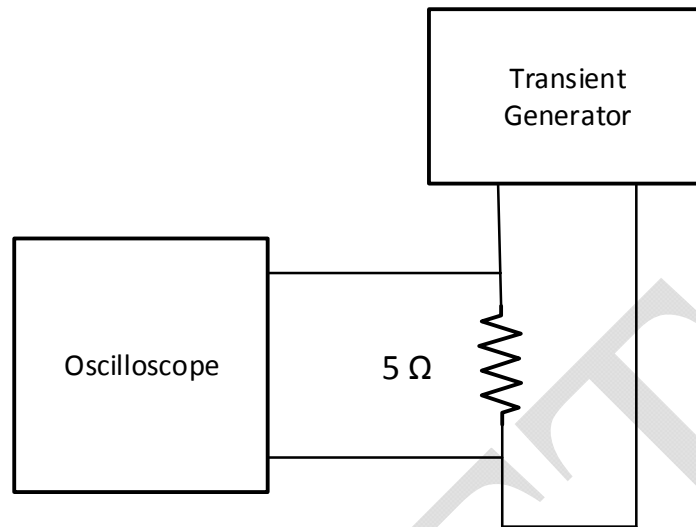 Transient
Generator
Oscilloscope
5 Ω